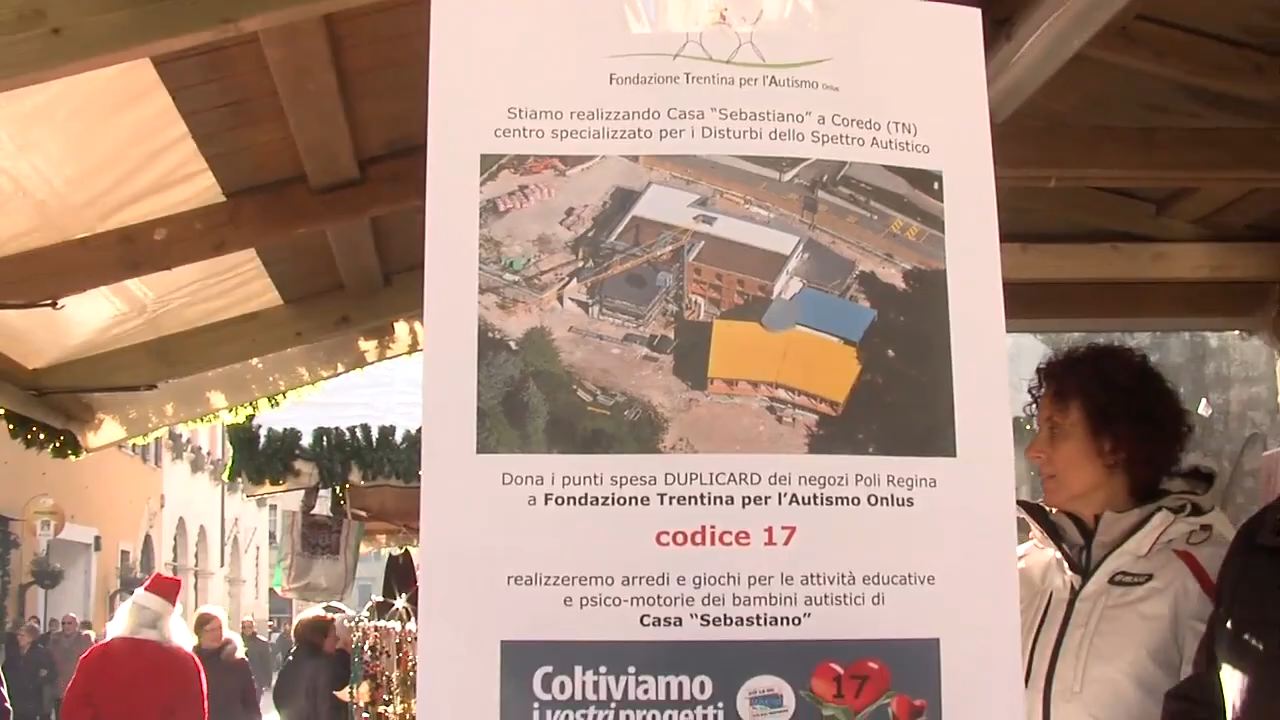 Fondazione Trentina per l'Autismo Onlus
Stiamo realizzando Casa “Sebastiano” a Coredo (TN)
centro specializzato per i Disturbi dello Spettro Autistico
Dona i punti spesa DUPLICARD dei negozi Poli Regina
a Fondazione Trentina per l’Autismo Onlus
codice 17
realizzeremo arredi e giochi per le attività educative
e psico-motorie dei bambini autistici di
Casa “Sebastiano”
Coltiviamo
i vostri progetti
17